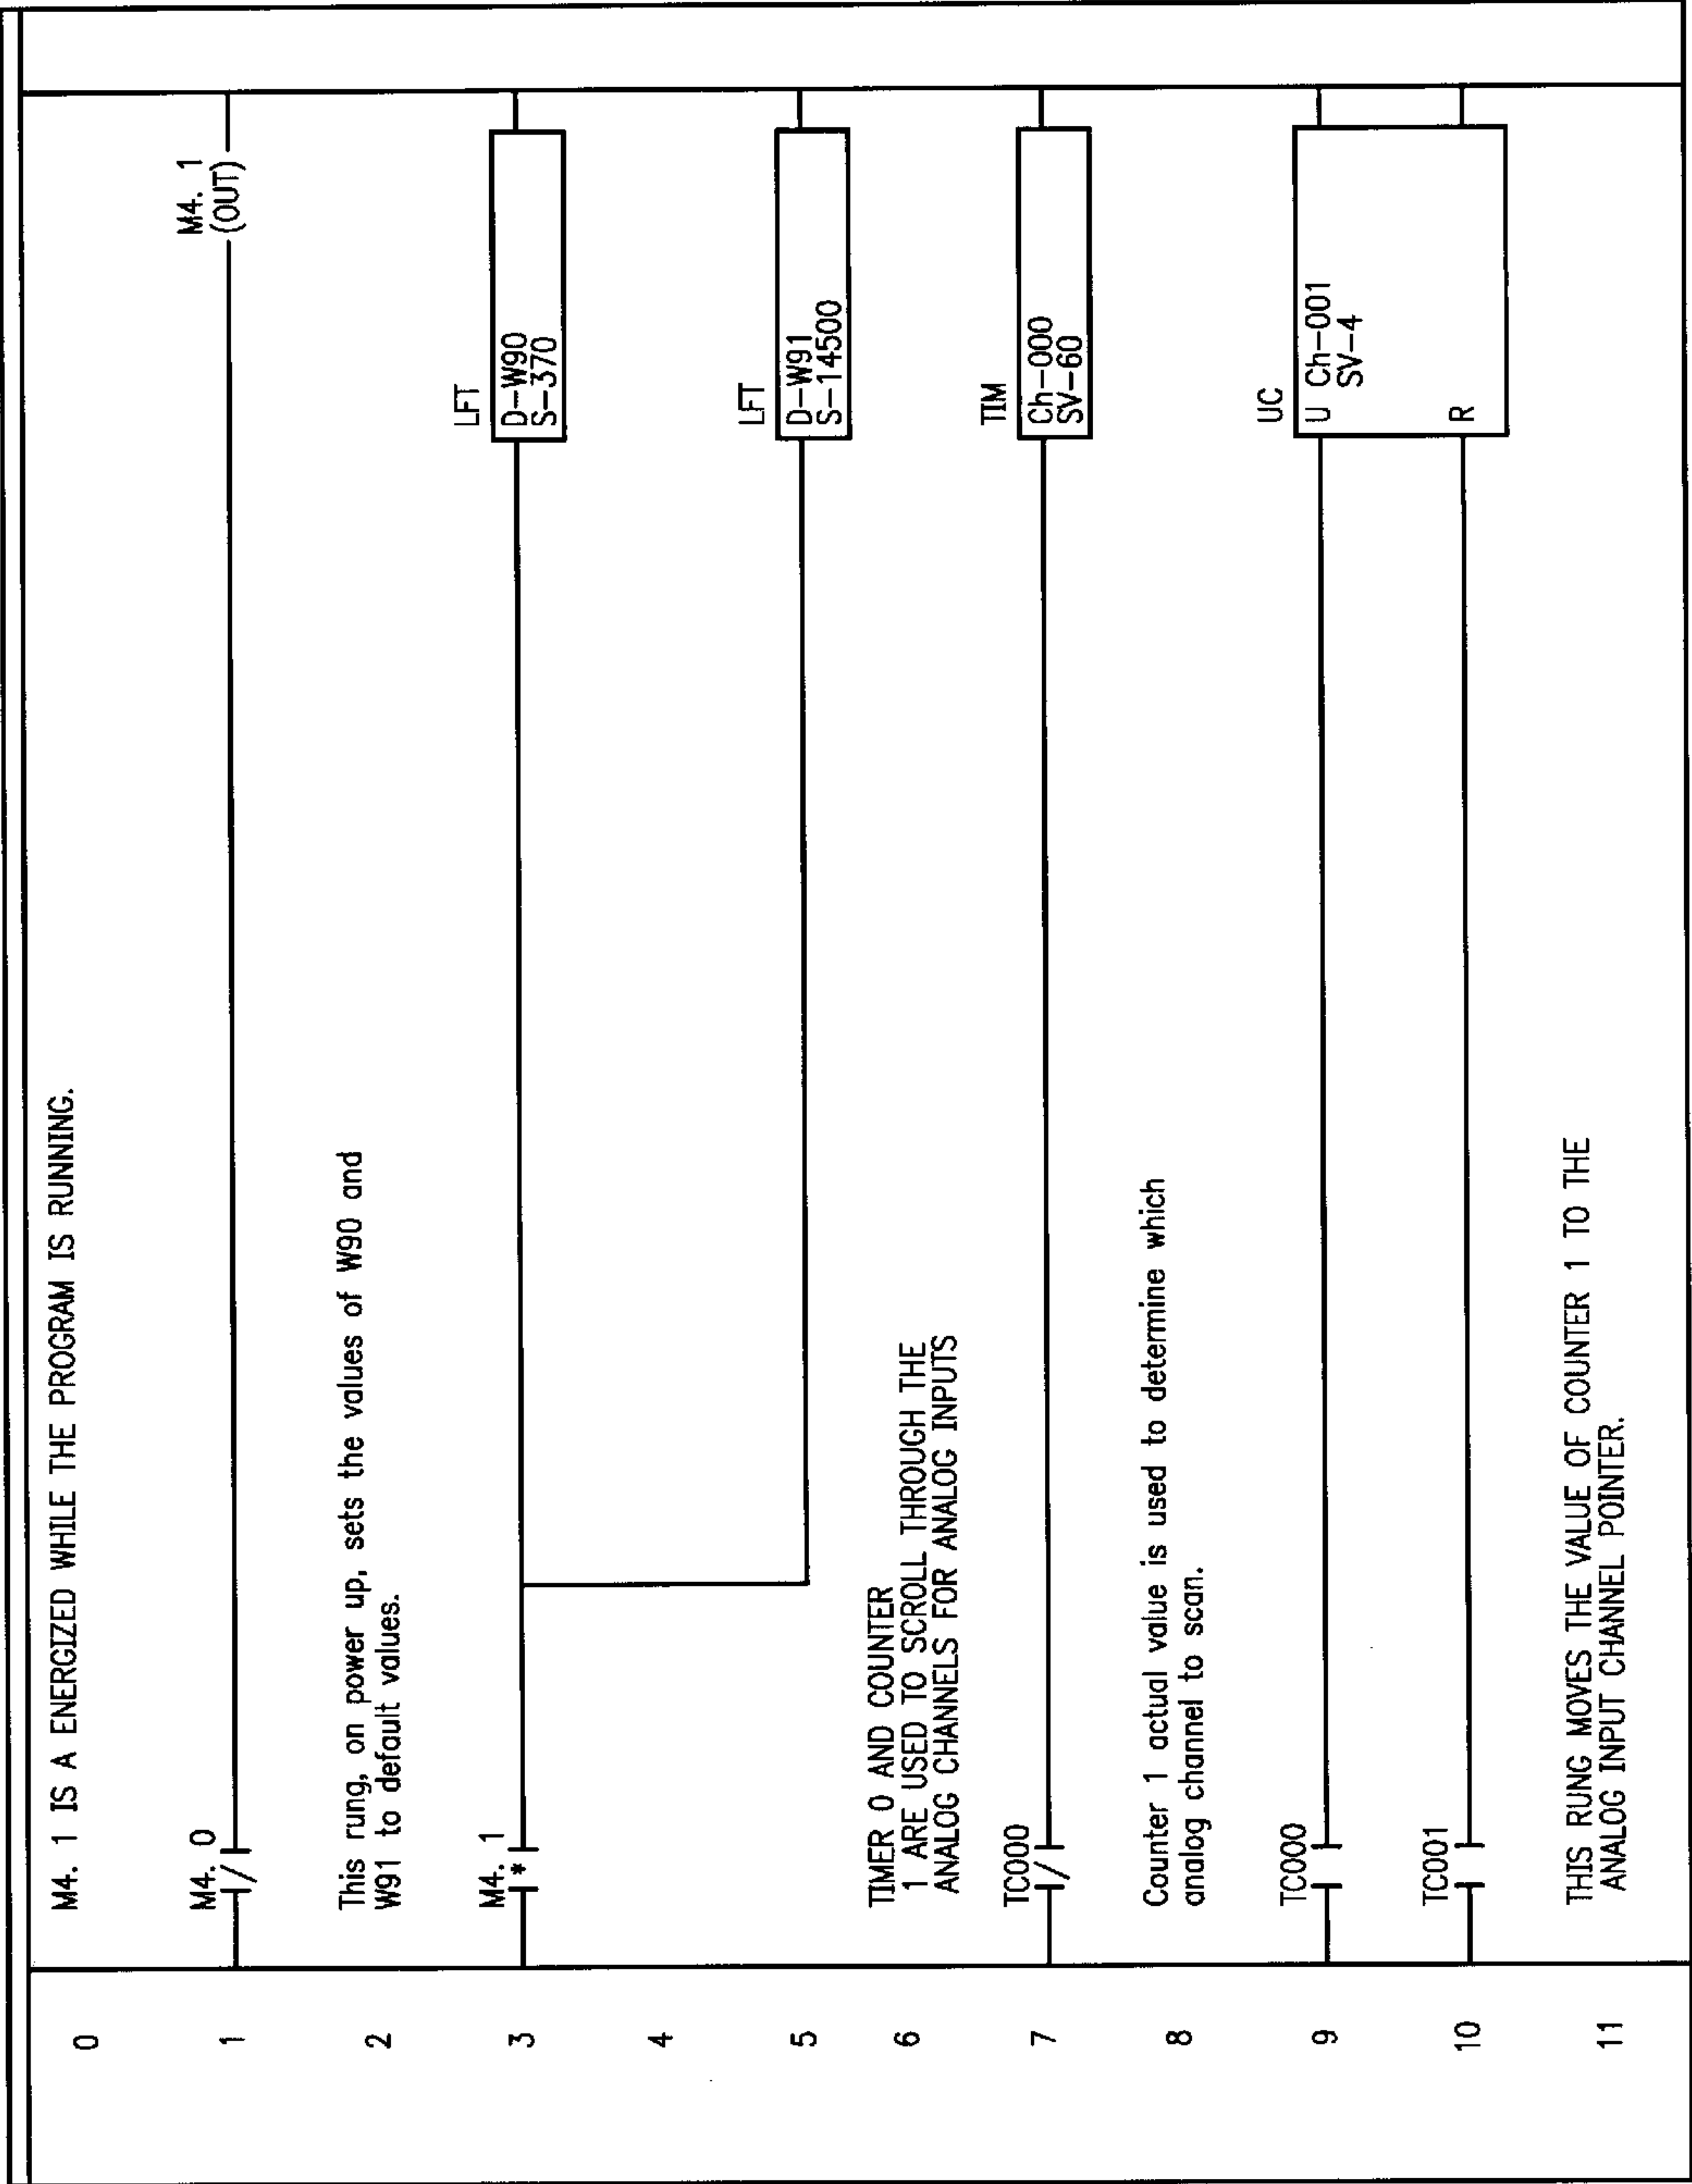 0
M4. 1 IS A ENERGIZED WHILE THE PROGRAM IS RUNNING.
M4. 0
M4. 1
1
/
(OUT)
2
This rung, on power up, sets the values of W90 and
W91 to default values.
M4. 1
LFT
3
*
D-W90
S-370
4
LFT
5
D-W91
S-14500
6
TIMER 0 AND COUNTER
1 ARE USED TO SCROLL THROUGH THE
ANALOG CHANNELS FOR ANALOG INPUTS
TC000
TIM
7
/
Ch-000
SV-60
8
Counter 1 actual value is used to determine which
analog channel to scan.
TC000
UC
9
U Ch-001
SV-4
TC001
10
R
11
THIS RUNG MOVES THE VALUE OF COUNTER 1 TO THE
ANALOG INPUT CHANNEL POINTER.